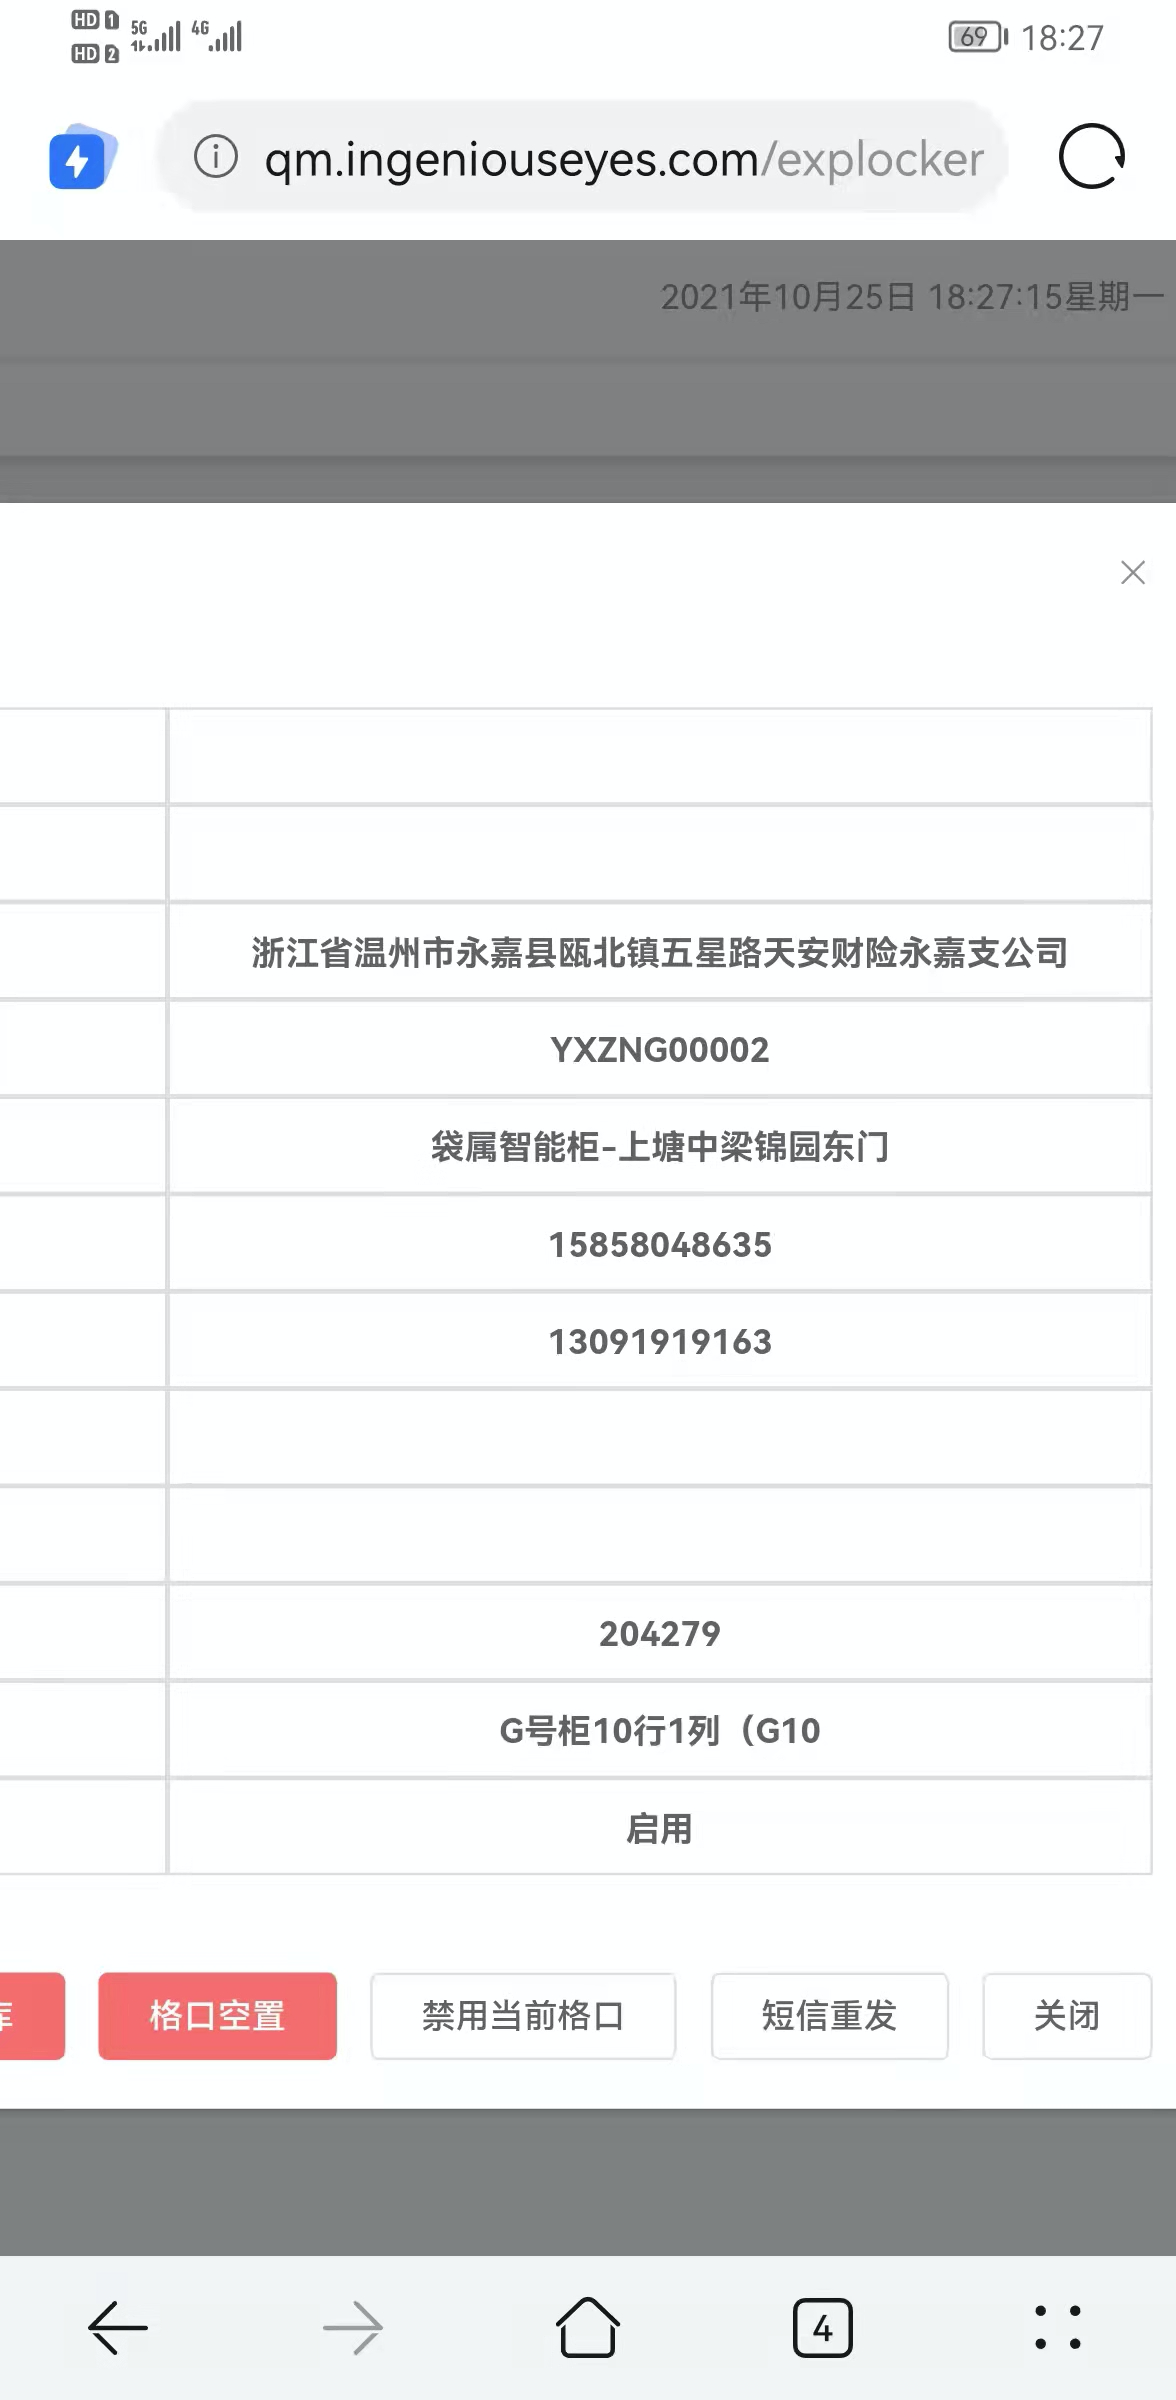 HD 1 5G 4G
HD 2
69 18:27
qm.ingeniouseyes.com/explocker
2021年10月25日 18:27:15星期一
浙江省温州市永嘉县瓯北镇五星路天安财险永嘉支公司
YXZNG00002
袋属智能柜-上塘中梁锦园东门
15858048635
13091919163
204279
G号柜10行1列（G10
启用
库 格口空置 禁用当前格口 短信重发 关闭
4